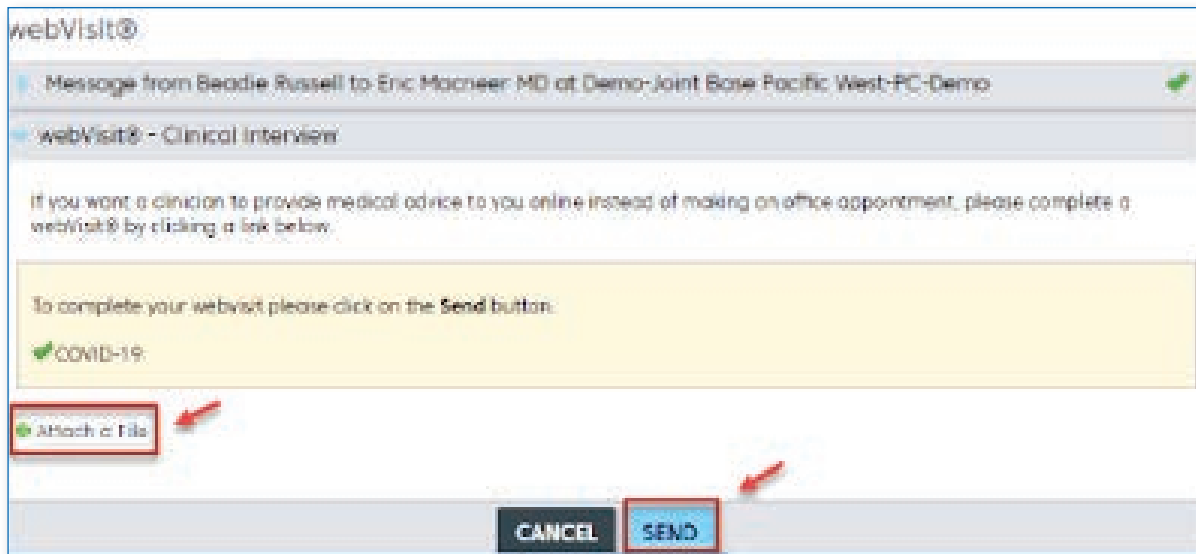 webVisit®
Message from Beadie Russell to Eric Macneer MD at Demo-Joint Base Pacific West-PC-Demo
webVisit® - Clinical Interview
If you want a clinician to provide medical advice to you online instead of making an office appointment, please complete a
webVisit® by clicking a link below.
To complete your webvisit please click on the Send button.
COVID-19
Attach a File
CANCEL SEND